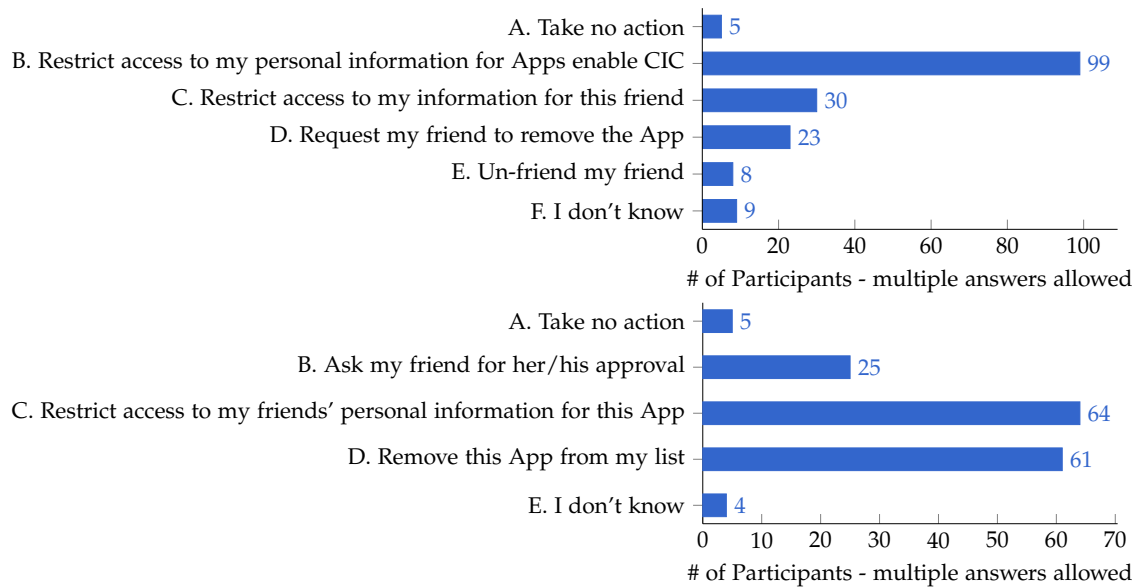 A. Take no action 5
B. Restrict access to my personal information for Apps enable CIC 99
C. Restrict access to my information for this friend 30
D. Request my friend to remove the App 23
E. Un-friend my friend 8
F. I don't know 9
0 20 40 60 80 100
# of Participants - multiple answers allowed
A. Take no action 5
B. Ask my friend for her/his approval 25
C. Restrict access to my friends' personal information for this App 64
D. Remove this App from my list 61
E. I don't know 4
0 10 20 30 40 50 60 70
# of Participants - multiple answers allowed